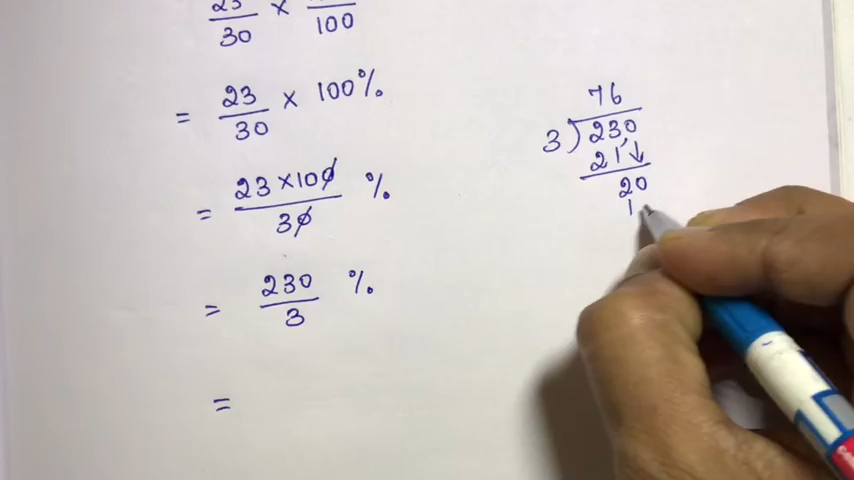 23/30 × /100
= 23/30 × 100%
= 23×100/30 %
= 230/3 %
=
76
3)230
21↓
20
1